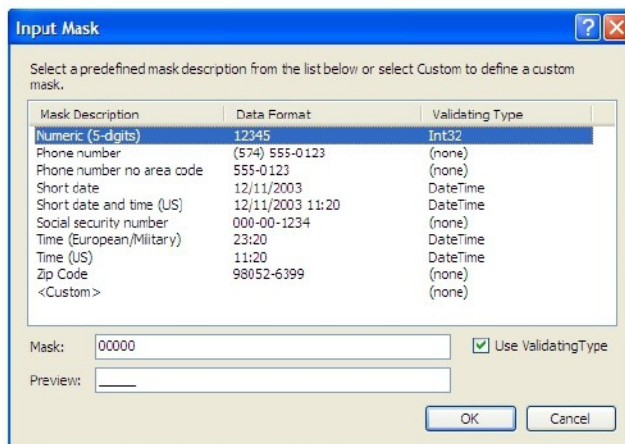 Input Mask
Select a predefined mask description from the list below or select Custom to define a custom
mask.
Mask Description Data Format Validating Type
Numeric (5-digits) 12345 Int32
Phone number (574) 555-0123 (none)
Phone number no area code 555-0123 (none)
Short date 12/11/2003 DateTime
Short date and time (US) 12/11/2003 11:20 DateTime
Social security number 000-00-1234 (none)
Time (European/Military) 23:20 DateTime
Time (US) 11:20 DateTime
Zip Code 98052-6399 (none)
<Custom> (none)
Mask: 00000 Use ValidatingType
Preview: _____
OK Cancel